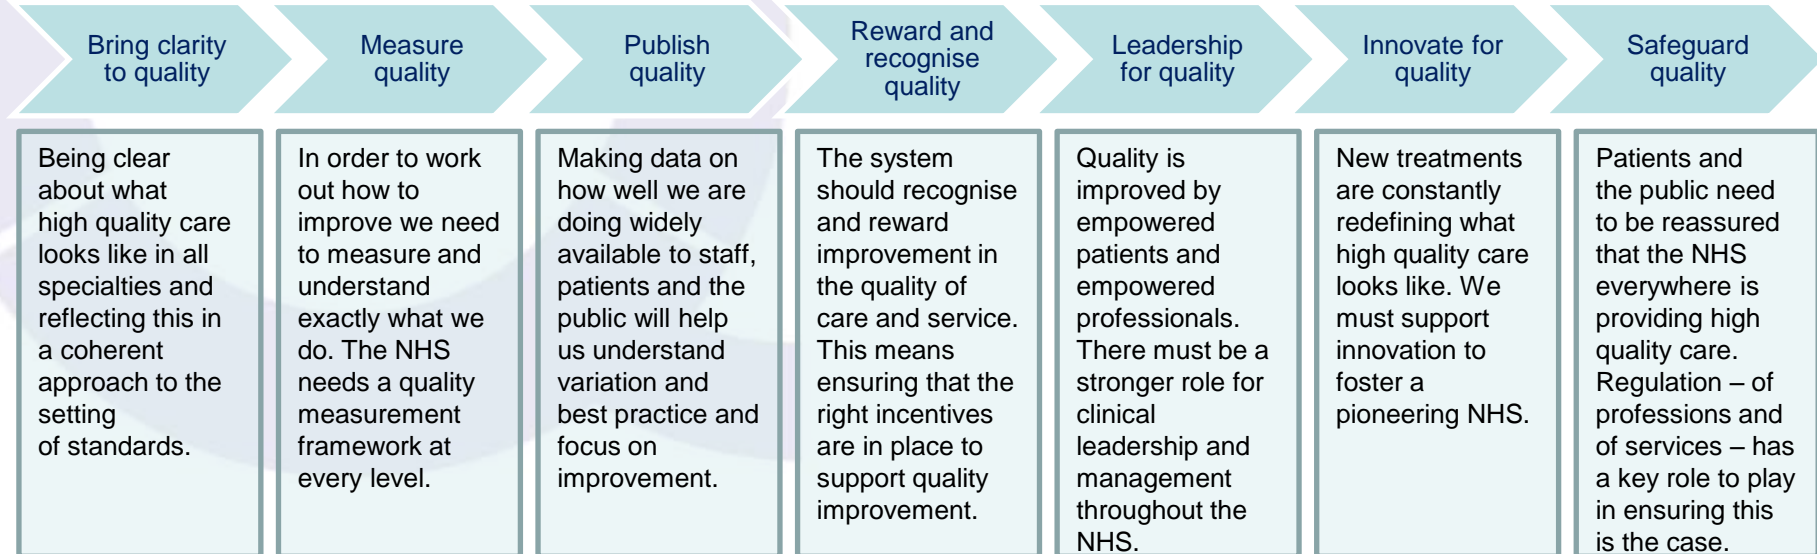 Bring clarity
to quality
Measure
quality
Publish
quality
Reward and
recognise
quality
Leadership
for quality
Innovate for
quality
Safeguard
quality
Being clear
about what
high quality care
looks like in all
specialties and
reflecting this in
a coherent
approach to the
setting
of standards.
In order to work
out how to
improve we need
to measure and
understand
exactly what we
do. The NHS
needs a quality
measurement
framework at
every level.
Making data on
how well we are
doing widely
available to staff,
patients and the
public will help
us understand
variation and
best practice and
focus on
improvement.
The system
should recognise
and reward
improvement in
the quality of
care and service.
This means
ensuring that the
right incentives
are in place to
support quality
improvement.
Quality is
improved by
empowered
patients and
empowered
professionals.
There must be a
stronger role for
clinical
leadership and
management
throughout the
NHS.
New treatments
are constantly
redefining what
high quality care
looks like. We
must support
innovation to
foster a
pioneering NHS.
Patients and
the public need
to be reassured
that the NHS
everywhere is
providing high
quality care.
Regulation – of
professions and
of services – has
a key role to play
in ensuring this
is the case.